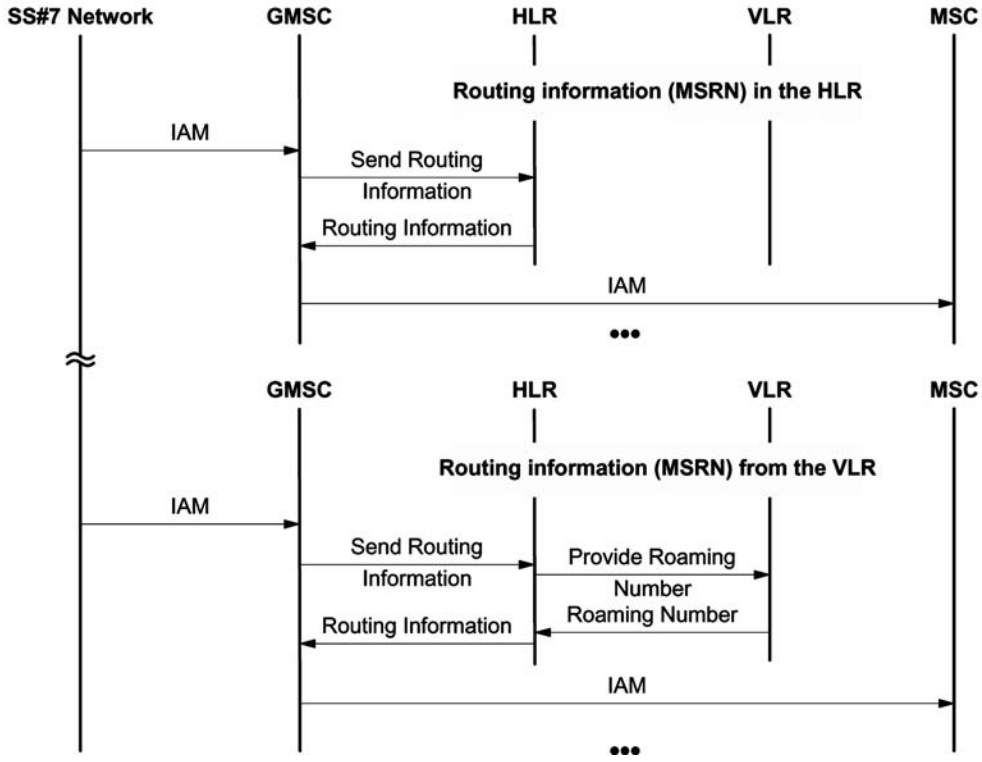 SS#7 Network GMSC HLR VLR MSC
Routing information (MSRN) in the HLR
IAM
Send Routing
Information
Routing Information
IAM
•••
GMSC HLR VLR MSC
Routing information (MSRN) from the VLR
IAM
Send Routing
Information
Provide Roaming
Number
Roaming Number
Routing Information
IAM
•••